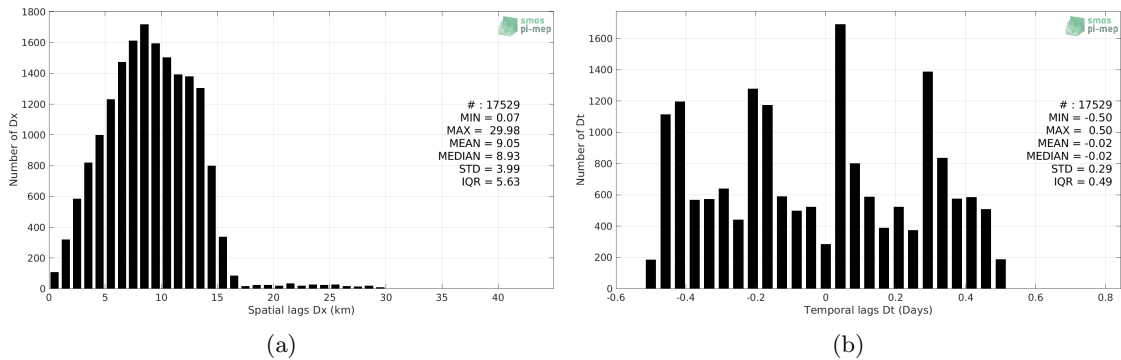 1800
1600
1400
1200
1000
800
600
400
200
0
Number of Dx
smos
pi-mep
# : 17529
MIN = 0.07
MAX = 29.98
MEAN = 9.05
MEDIAN = 8.93
STD = 3.99
IQR = 5.63
0 5 10 15 20 25 30 35 40
Spatial lags Dx (km)
(a)
1600
1400
1200
1000
800
600
400
200
0
Number of Dt
smos
pi-mep
# : 17529
MIN = -0.50
MAX = 0.50
MEAN = -0.02
MEDIAN = -0.02
STD = 0.29
IQR = 0.49
-0.6 -0.4 -0.2 0 0.2 0.4 0.6 0.8
Temporal lags Dt (Days)
(b)